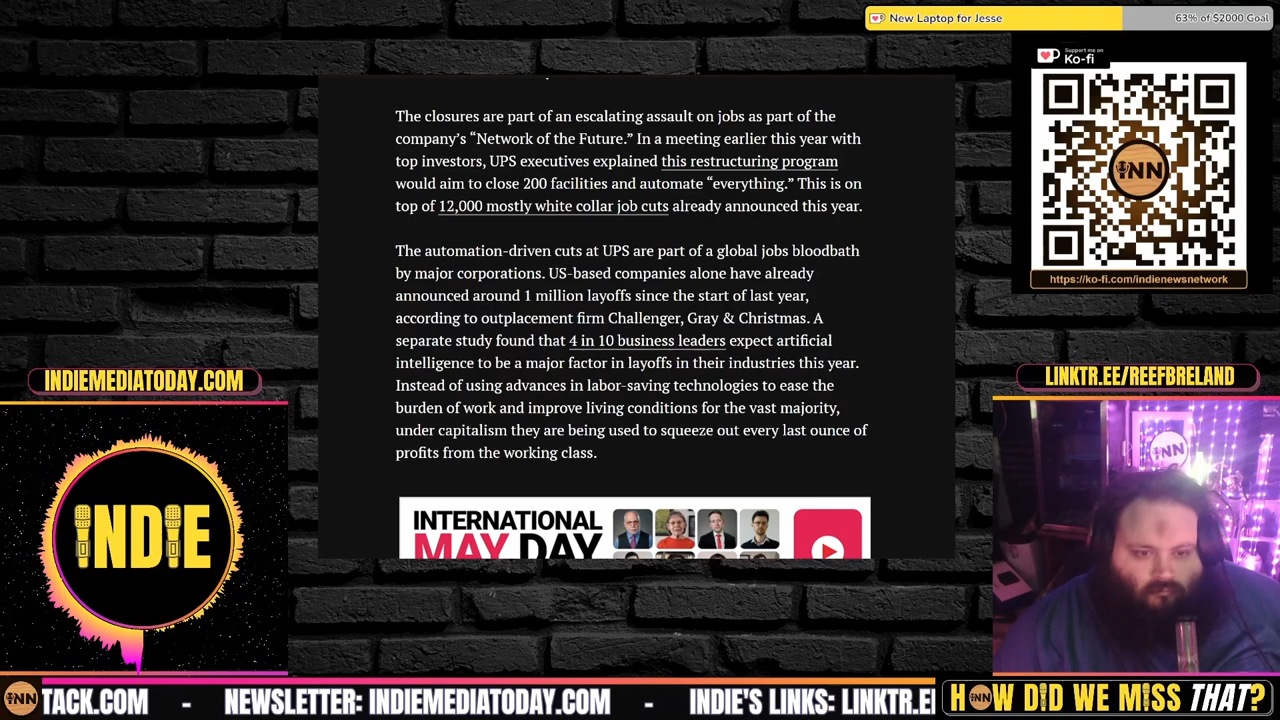 New Laptop for Jesse
63% of $2000 Goal
Support me on
Ko-fi
INN
https://ko-fi.com/indienewsnetwork
The closures are part of an escalating assault on jobs as part of the
company’s “Network of the Future.” In a meeting earlier this year with
top investors, UPS executives explained this restructuring program
would aim to close 200 facilities and automate “everything.” This is on
top of 12,000 mostly white collar job cuts already announced this year.
The automation-driven cuts at UPS are part of a global jobs bloodbath
by major corporations. US-based companies alone have already
announced around 1 million layoffs since the start of last year,
according to outplacement firm Challenger, Gray & Christmas. A
separate study found that 4 in 10 business leaders expect artificial
intelligence to be a major factor in layoffs in their industries this year.
Instead of using advances in labor-saving technologies to ease the
burden of work and improve living conditions for the vast majority,
under capitalism they are being used to squeeze out every last ounce of
profits from the working class.
INTERNATIONAL
MAY DAY
INDIEMEDIATODAY.COM
INDIE
LINKTR.EE/REEFBRELAND
INN
INN
TACK.COM - NEWSLETTER: INDIEMEDIATODAY.COM - INDIE'S LINKS: LINKTR.E
HOW DID WE MISS THAT?